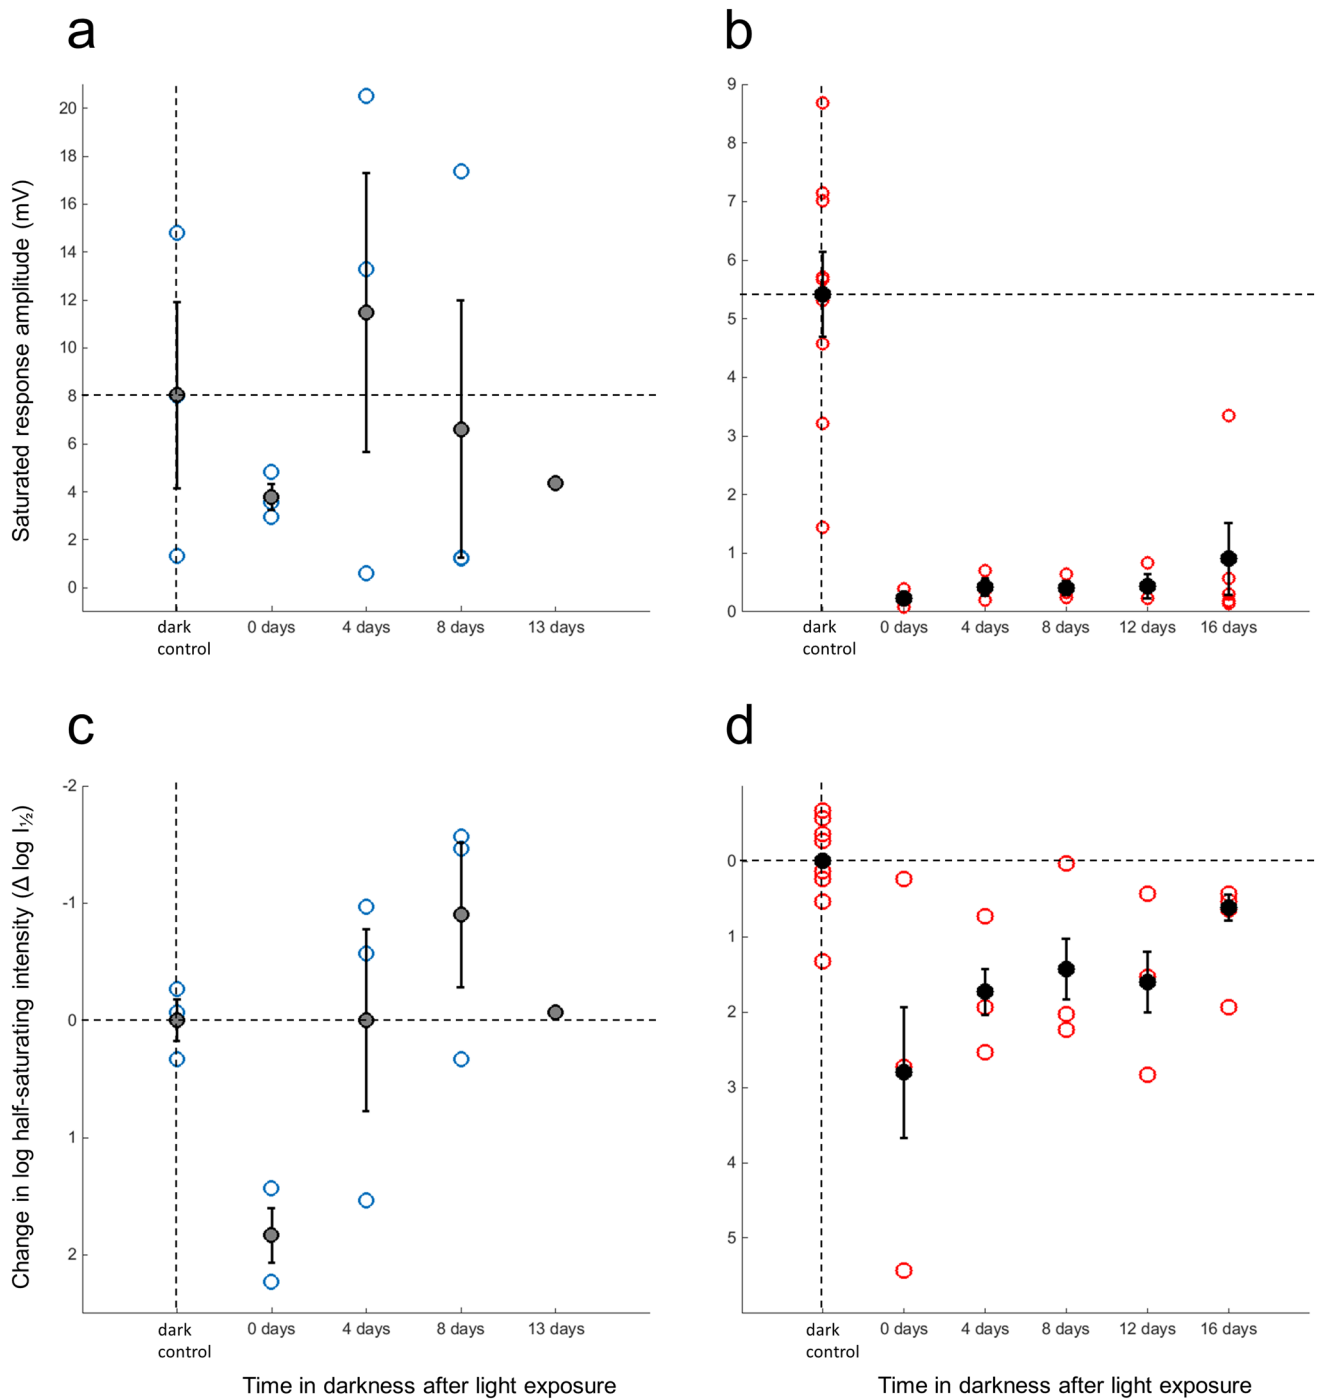 a
Saturated response amplitude (mV)
20
18
16
14
12
10
8
6
4
2
0
dark
control
0 days
4 days
8 days
13 days
b
9
8
7
6
5
4
3
2
1
0
dark
control
0 days
4 days
8 days
12 days
16 days
c
Change in log half-saturating intensity (Δ log I½)
-2
-1
0
1
2
dark
control
0 days
4 days
8 days
13 days
Time in darkness after light exposure
d
0
1
2
3
4
5
dark
control
0 days
4 days
8 days
12 days
16 days
Time in darkness after light exposure